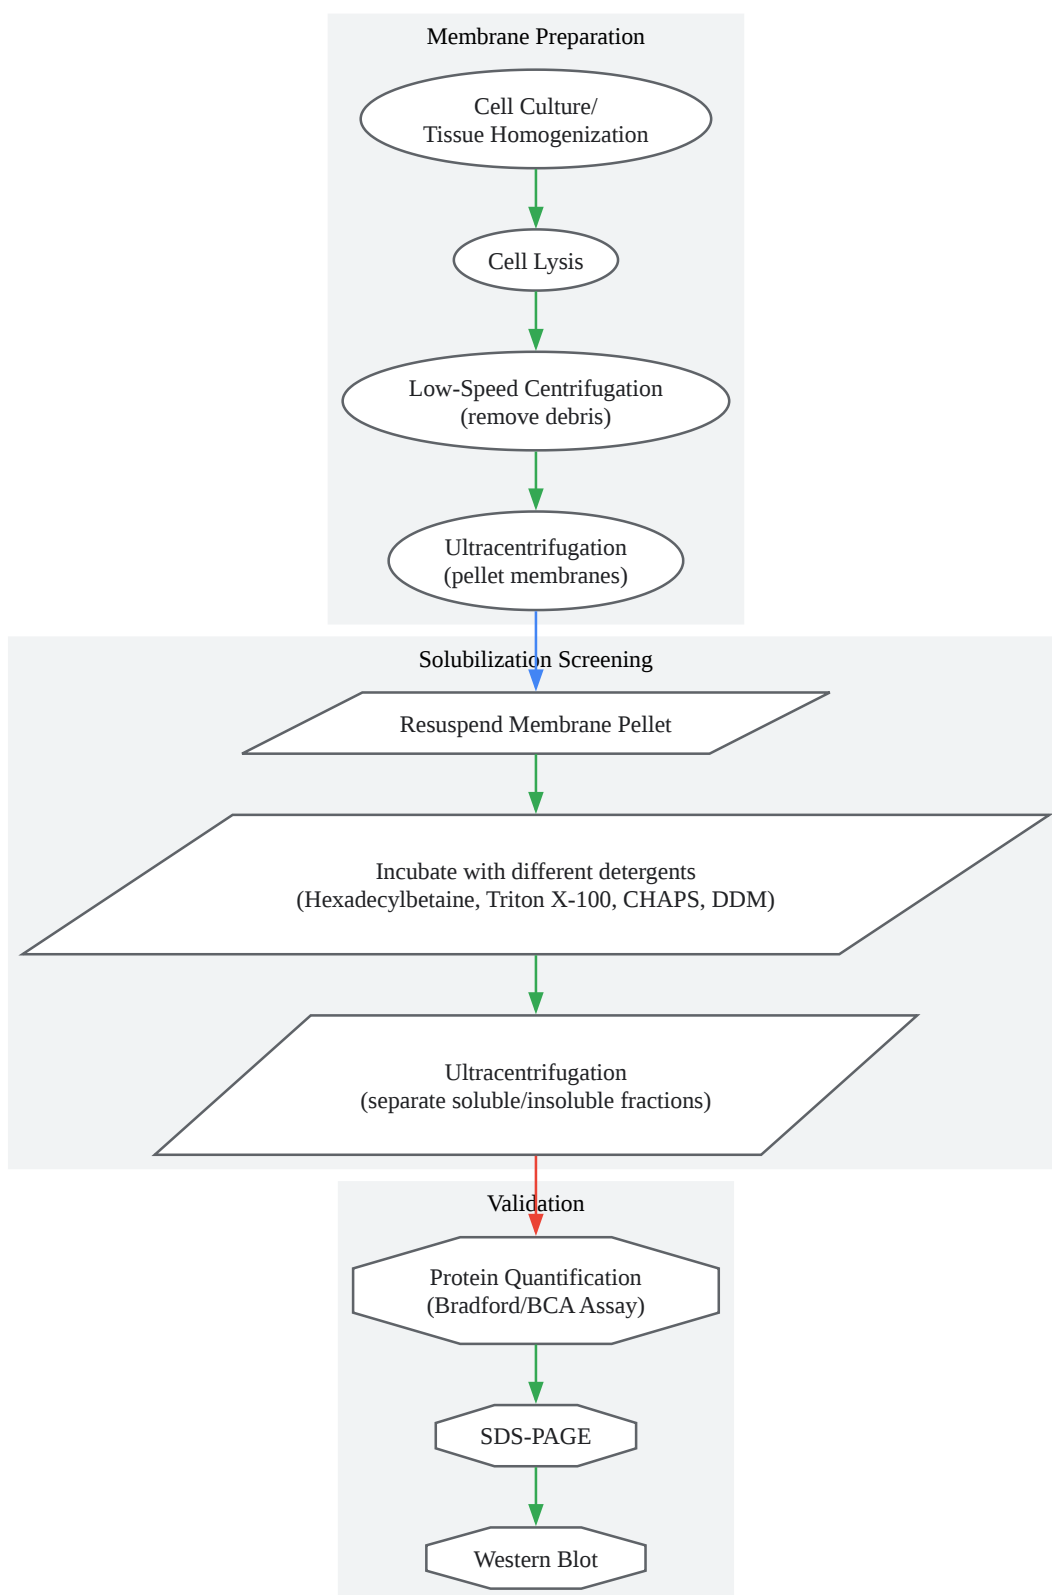 Membrane Preparation
Cell Culture/
Tissue Homogenization
Cell Lysis
Low-Speed Centrifugation
(remove debris)
Ultracentrifugation
(pellet membranes)
Solubilization Screening
Resuspend Membrane Pellet
Incubate with different detergents
(Hexadecylbetaine, Triton X-100, CHAPS, DDM)
Ultracentrifugation
(separate soluble/insoluble fractions)
Validation
Protein Quantification
(Bradford/BCA Assay)
SDS-PAGE
Western Blot